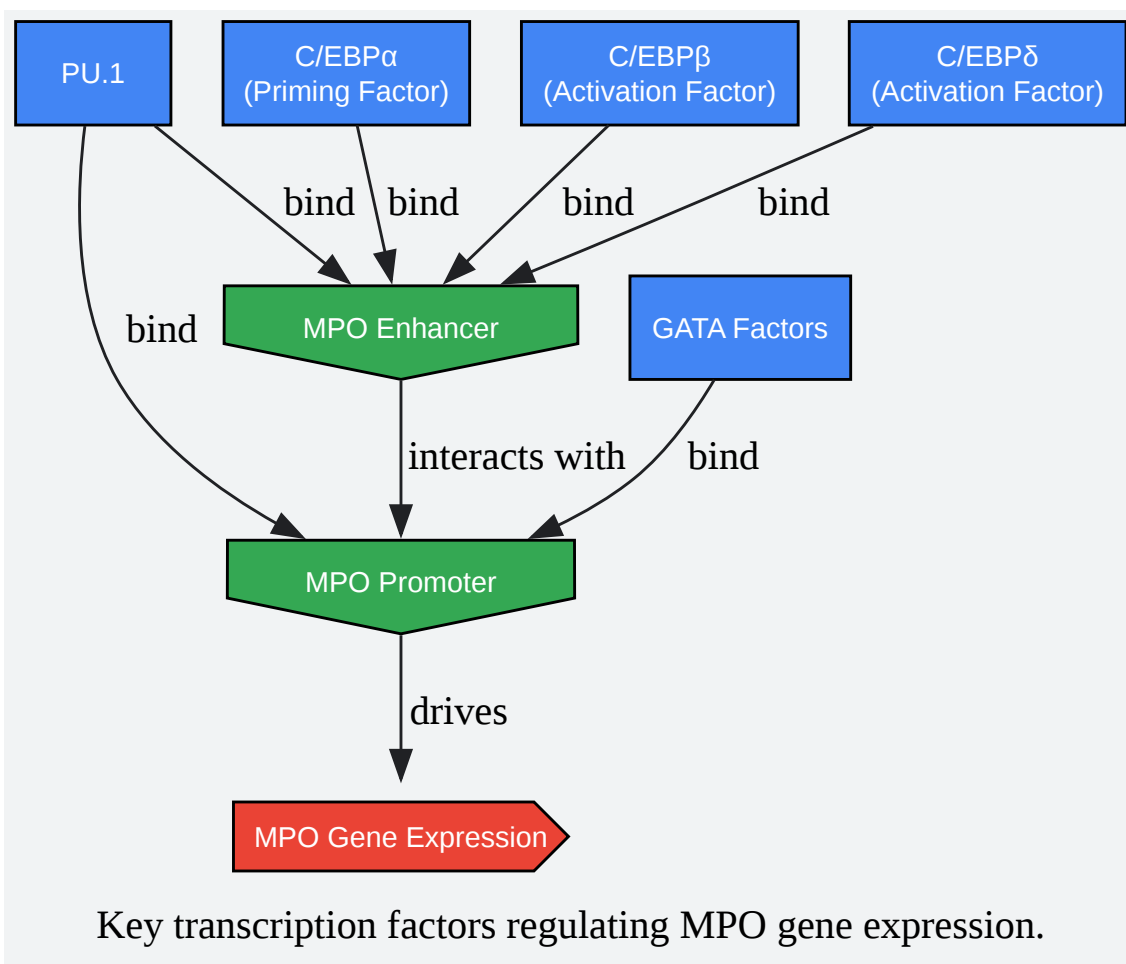 PU.1
C/EBPα
(Priming Factor)
C/EBPβ
(Activation Factor)
C/EBPδ
(Activation Factor)
bind
bind
bind
bind
MPO Enhancer
GATA Factors
bind
interacts with
bind
MPO Promoter
drives
MPO Gene Expression
Key transcription factors regulating MPO gene expression.